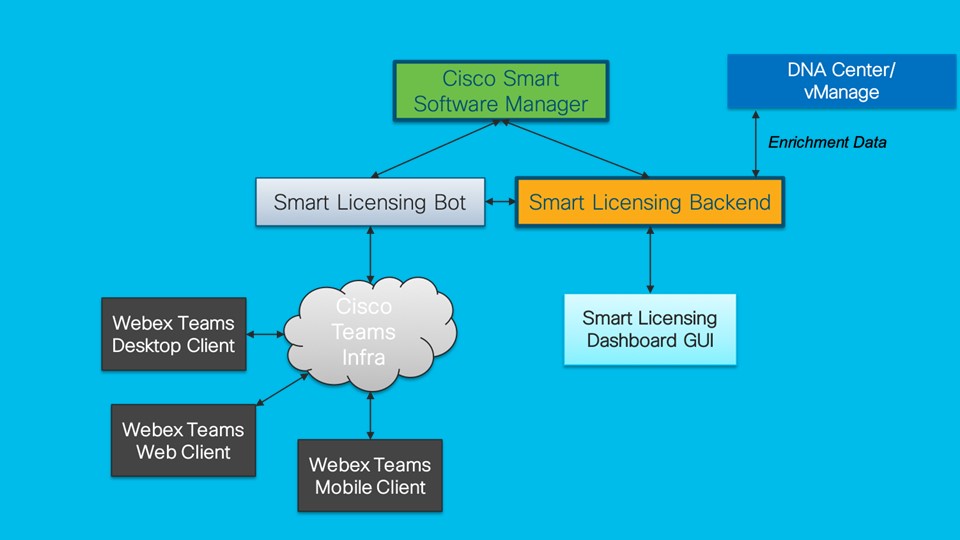 Cisco Smart
Software Manager
DNA Center/
vManage
Enrichment Data
Smart Licensing Bot
Smart Licensing Backend
Cisco
Teams
Infra
Webex Teams
Desktop Client
Smart Licensing
Dashboard GUI
Webex Teams
Web Client
Webex Teams
Mobile Client